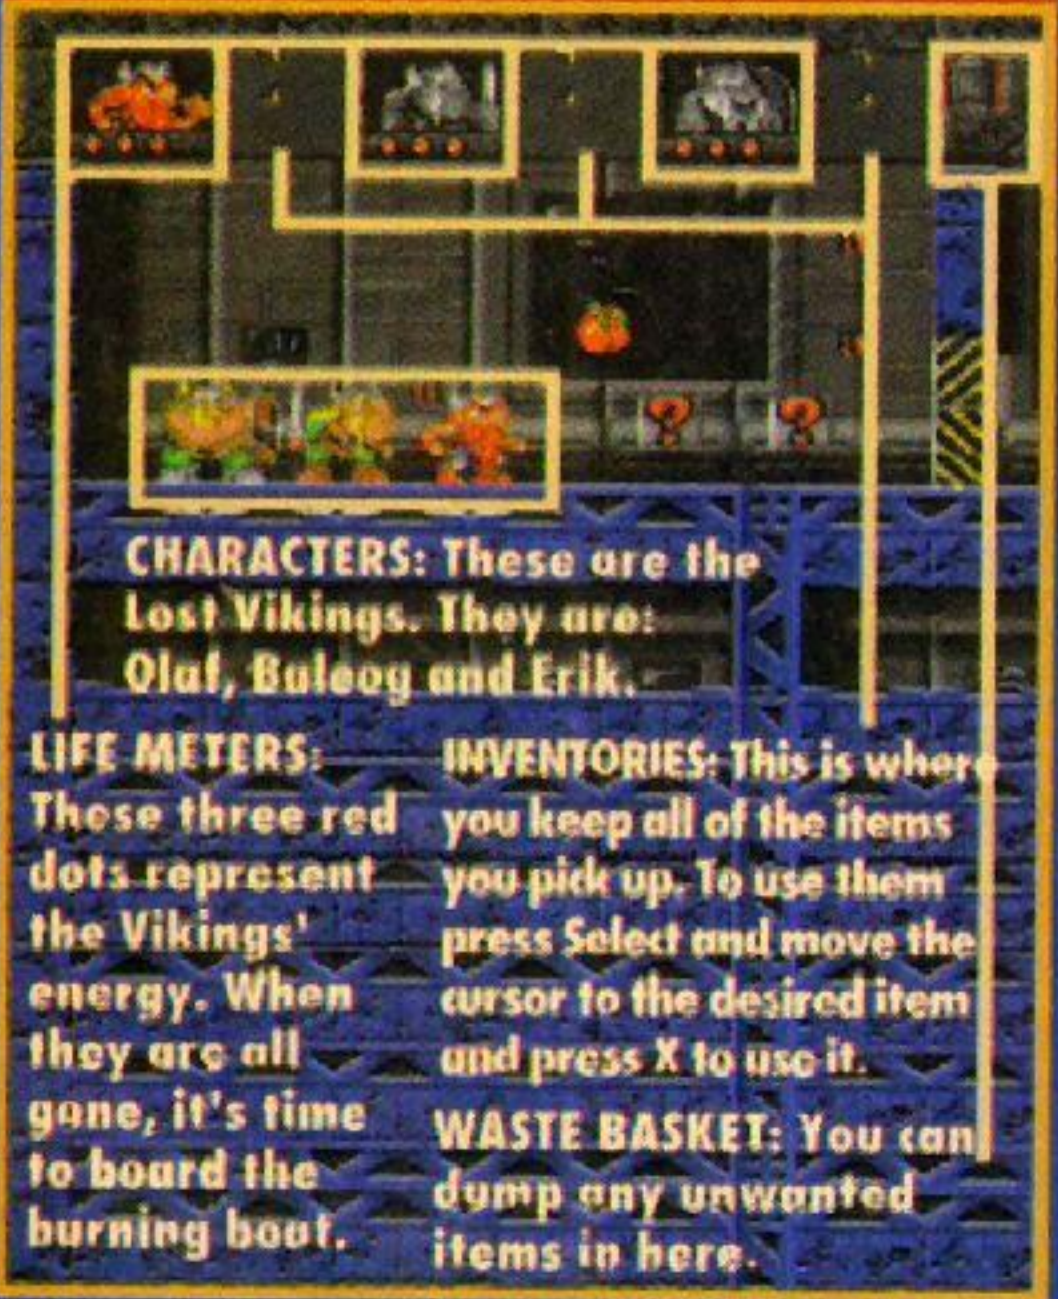 CHARACTERS: These are the
Lost Vikings. They are:
Olaf, Baleog and Erik.
LIFE METERS:
These three red
dots represent
the Vikings'
energy. When
they are all
gone, it's time
to board the
burning boat.
INVENTORIES: This is where
you keep all of the items
you pick up. To use them
press Select and move the
cursor to the desired item
and press X to use it.
WASTE BASKET: You can
dump any unwanted
items in here.
? ?